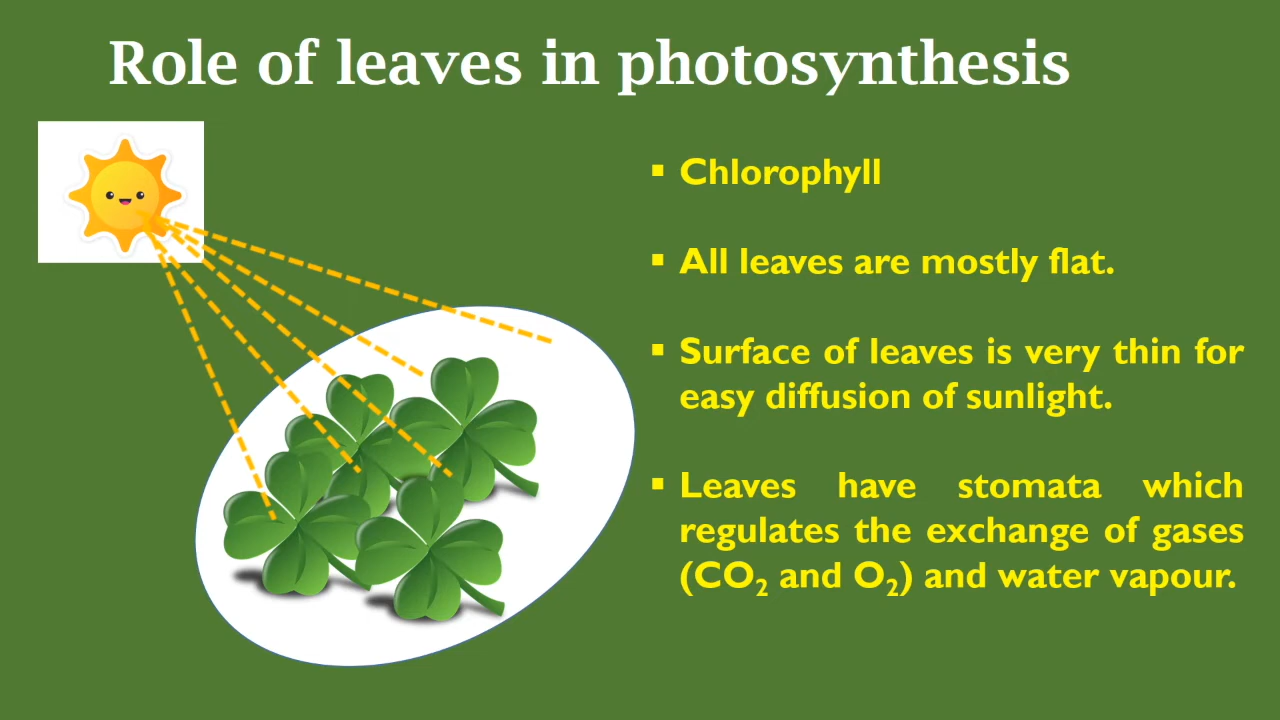 Role of leaves in photosynthesis
▪ Chlorophyll
▪ All leaves are mostly flat.
▪ Surface of leaves is very thin for
easy diffusion of sunlight.
▪ Leaves have stomata which
regulates the exchange of gases
(CO₂ and O₂) and water vapour.